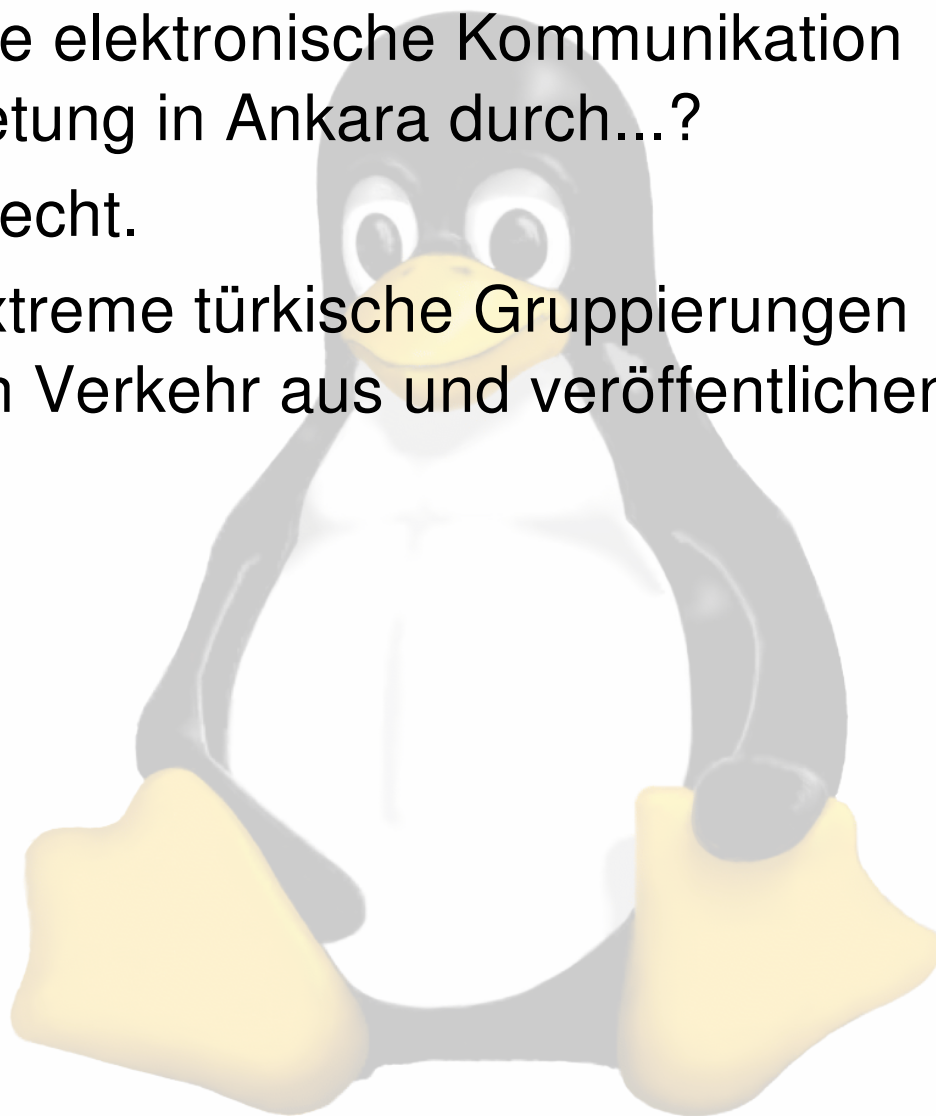 e elektronische Kommunikation
etung in Ankara durch...?
echt.
xtreme türkische Gruppierungen
n Verkehr aus und veröffentlichen